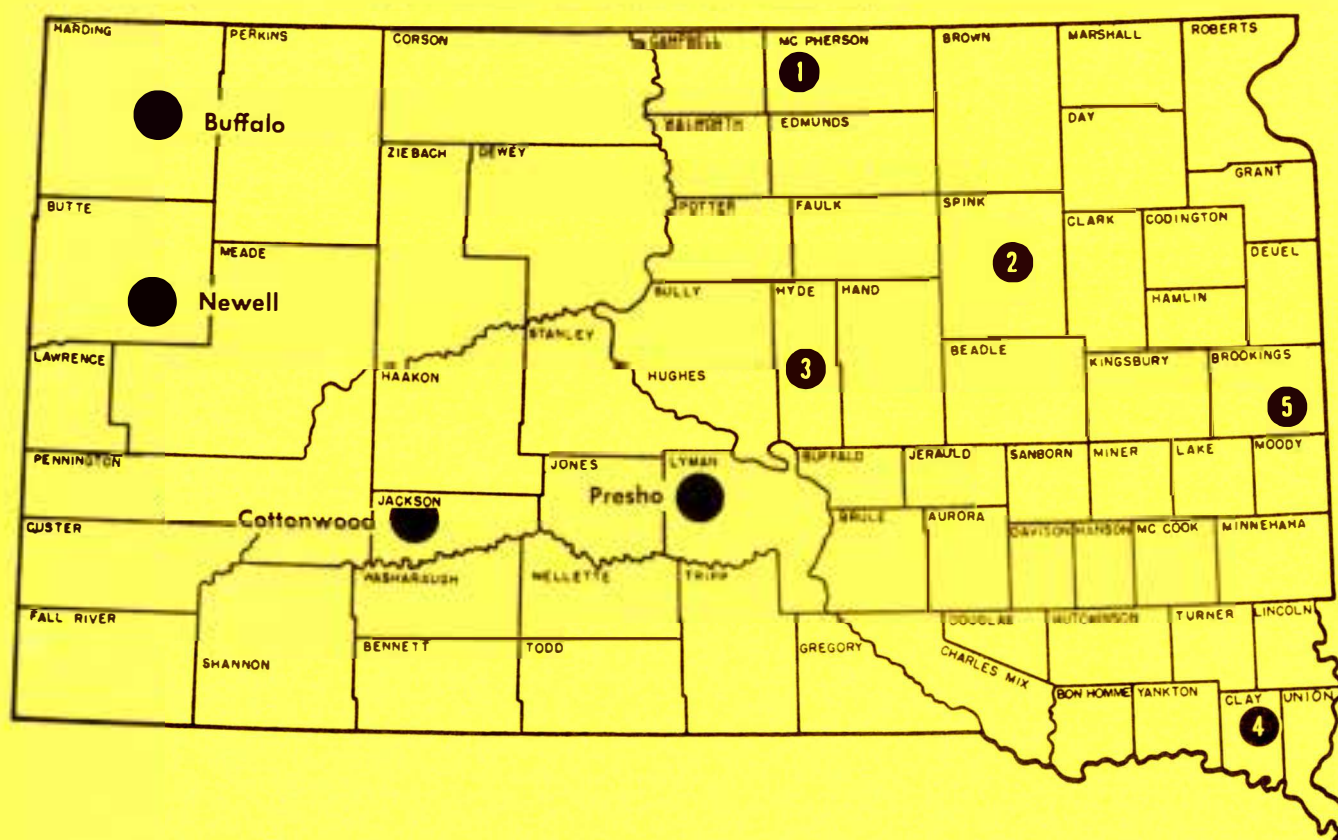 HARDING
PERKINS
CORSON
CAMPBELL
MC PHERSON
BROWN
MARSHALL
ROBERTS
1
Buffalo
WALWORTH
EDMUNDS
DAY
ZIEBACH
DEWEY
GRANT
BUTTE
POTTER
FAULK
SPINK
CLARK
CODINGTON
MEADE
2
DEUEL
Newell
SULLY
HYDE
HAND
HAMLIN
STANLEY
LAWRENCE
BEADLE
KINGSBURY
BROOKINGS
HAAKON
HUGHES
3
5
PENNINGTON
JONES
LYMAN
BUFFALO
JERAULD
SANBORN
MINER
LAKE
MOODY
JACKSON
Presho
Cottonwood
CUSTER
BRULE
AURORA
DAVISON
HANSON
MC COOK
MINNEHAHA
WASHABAUGH
MELLETTE
TRIPP
FALL RIVER
DOUGLAS
HUTCHINSON
TURNER
LINCOLN
SHANNON
BENNETT
TODD
GREGORY
CHARLES MIX
BON HOMME
YANKTON
CLAY
UNION
4